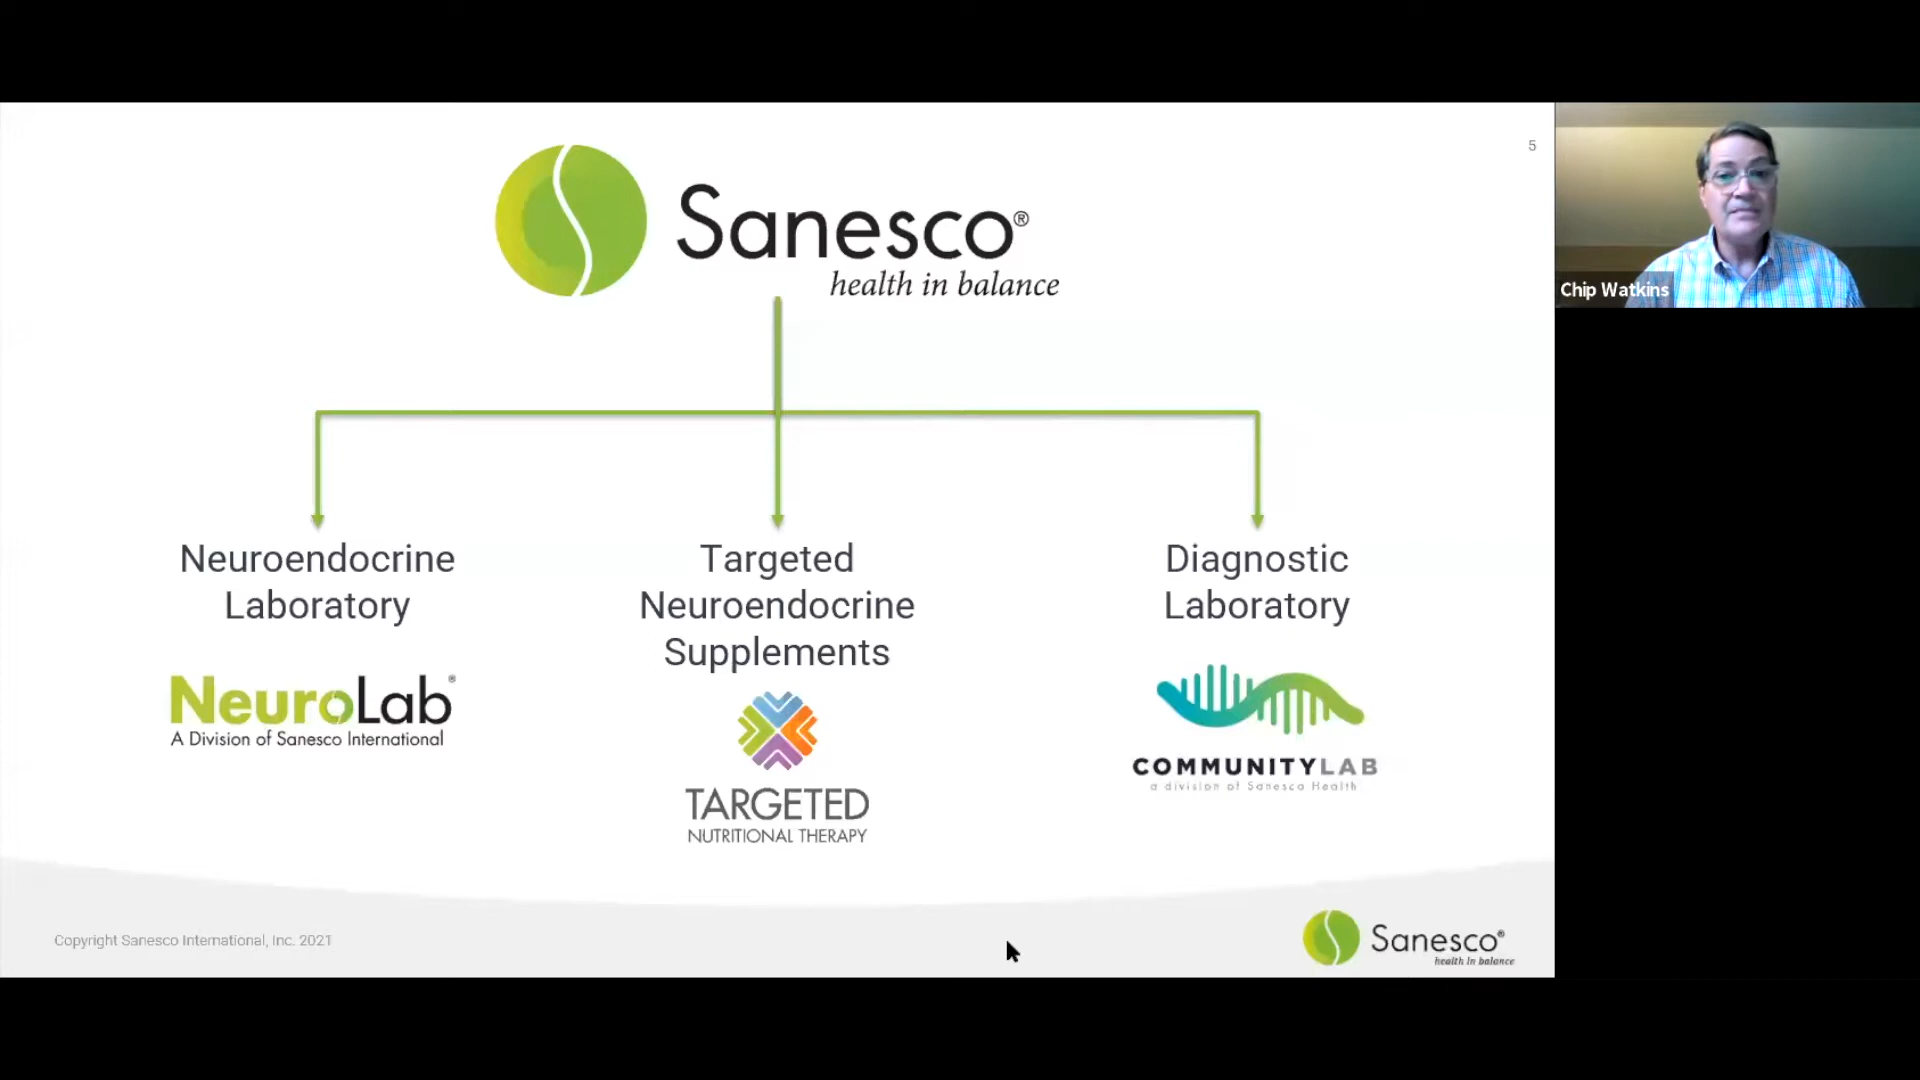 5
Sanesco®
health in balance
Chip Watkins
Neuroendocrine
Laboratory
NeuroLab®
A Division of Sanesco International
Targeted
Neuroendocrine
Supplements
TARGETED
NUTRITIONAL THERAPY
Diagnostic
Laboratory
COMMUNITYLAB
a division of Sanesco Health
Copyright Sanesco International, Inc. 2021
Sanesco®
health in balance